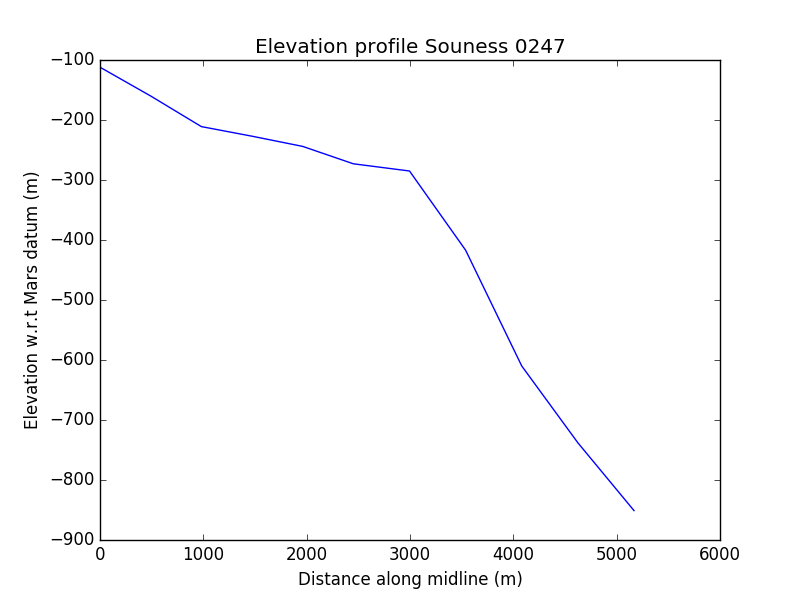 Elevation profile Souness 0247
−100
−200
−300
−400
−500
−600
−700
−800
−900
Elevation w.r.t Mars datum (m)
0 1000 2000 3000 4000 5000 6000
Distance along midline (m)